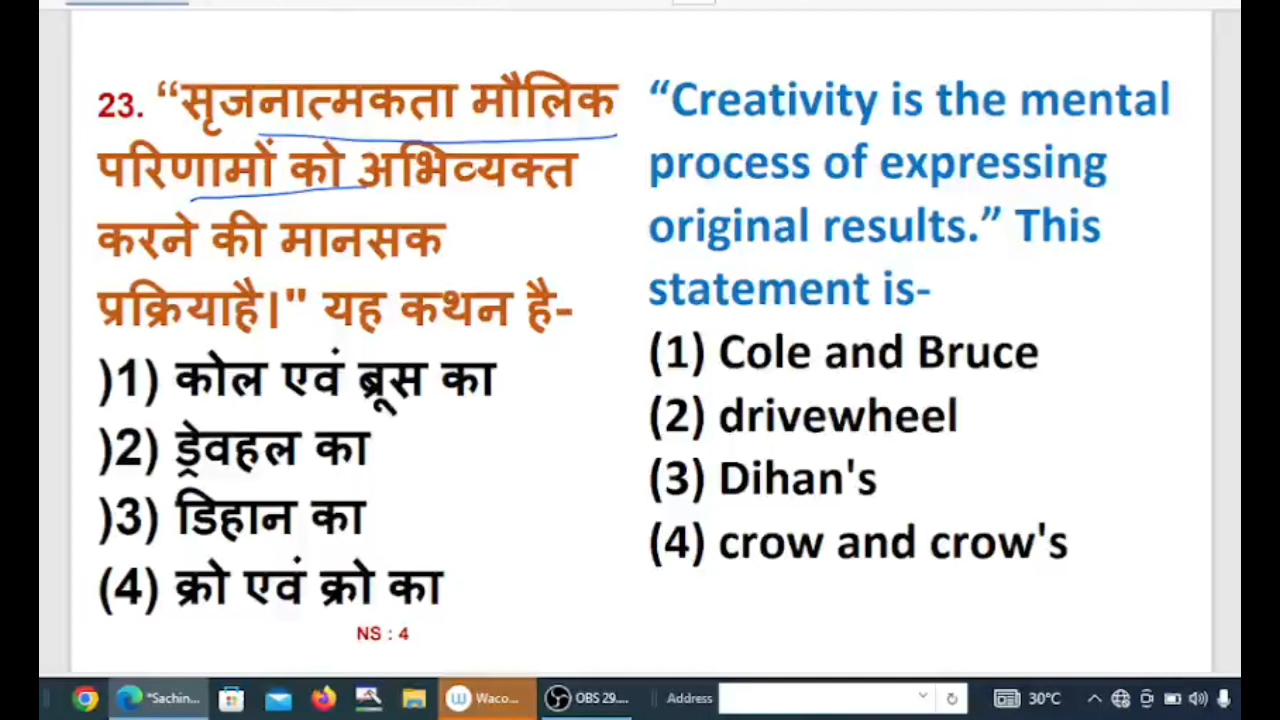 23. “सृजनात्मकता मौलिक
परिणामों को अभिव्यक्त
करने की मानसक
प्रक्रियाहै।" यह कथन है-
)1) कोल एवं ब्रूस का
)2) ड्रेवहल का
)3) डिहान का
(4) क्रो एवं क्रो का
NS : 4
“Creativity is the mental
process of expressing
original results.” This
statement is-
(1) Cole and Bruce
(2) drivewheel
(3) Dihan's
(4) crow and crow's
*Sachin...
Waco...
OBS 29....
Address
30°C